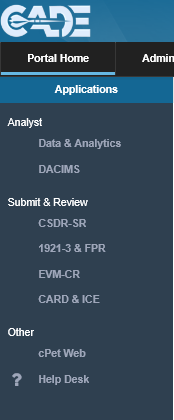 CADE
Portal Home
Admin
Applications
Analyst
Data & Analytics
DACIMS
Submit & Review
CSDR-SR
1921-3 & FPR
EVM-CR
CARD & ICE
Other
cPet Web
? Help Desk